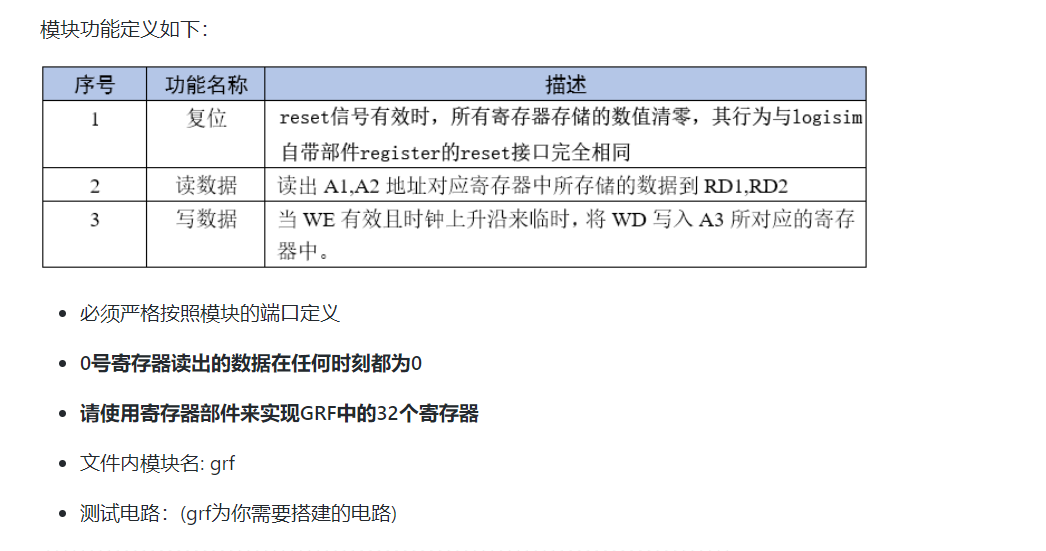 模块功能定义如下：
序号 功能名称 描述
1 复位 reset信号有效时，所有寄存器存储的数值清零，其行为与logisim
自带部件register的reset接口完全相同
2 读数据 读出 A1,A2 地址对应寄存器中所存储的数据到 RD1,RD2
3 写数据 当 WE 有效且时钟上升沿来临时，将 WD 写入 A3 所对应的寄存
器中。
• 必须严格按照模块的端口定义
• 0号寄存器读出的数据在任何时刻都为0
• 请使用寄存器部件来实现GRF中的32个寄存器
• 文件内模块名: grf
• 测试电路：(grf为你需要搭建的电路)